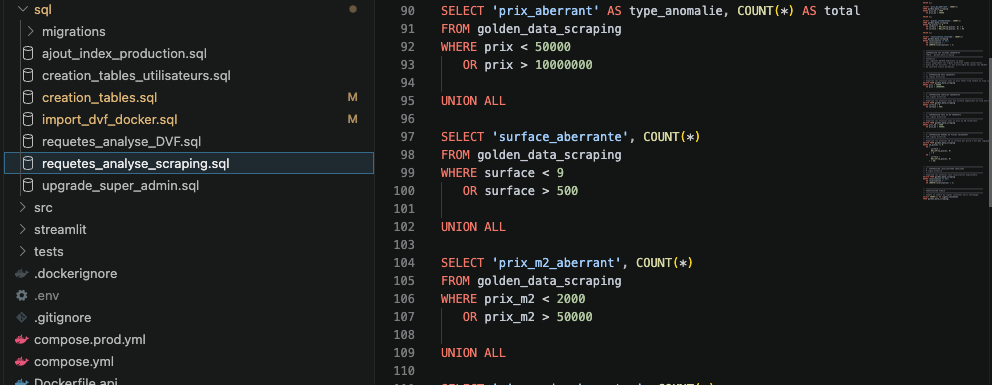 sql
migrations
ajout_index_production.sql
creation_tables_utilisateurs.sql
creation_tables.sql M
import_dvf_docker.sql M
requetes_analyse_DVF.sql
requetes_analyse_scraping.sql
upgrade_super_admin.sql
src
streamlit
tests
.dockerignore
.env
.gitignore
compose.prod.yml
compose.yml
Dockerfile.api
90 SELECT 'prix_aberrant' AS type_anomalie, COUNT(*) AS total
91 FROM golden_data_scraping
92 WHERE prix < 50000
93 OR prix > 10000000
94
95 UNION ALL
96
97 SELECT 'surface_aberrante', COUNT(*)
98 FROM golden_data_scraping
99 WHERE surface < 9
100 OR surface > 500
101
102 UNION ALL
103
104 SELECT 'prix_m2_aberrant', COUNT(*)
105 FROM golden_data_scraping
106 WHERE prix_m2 < 2000
107 OR prix_m2 > 50000
108
109 UNION ALL
110